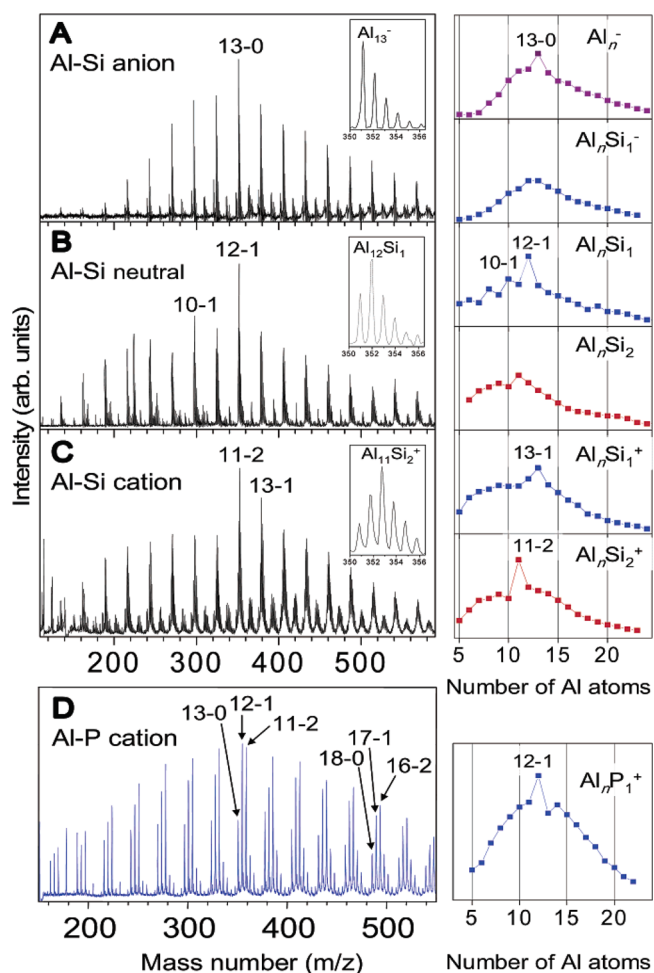 A
Al-Si anion
13-0
Al13-
350 352 354 356
B
Al-Si neutral
10-1
12-1
Al12Si1
350 352 354 356
C
Al-Si cation
11-2
13-1
Al11Si2+
350 352 354 356
200 300 400 500
Intensity (arb. units)
D
Al-P cation
13-0
12-1
11-2
18-0
17-1
16-2
200 300 400 500
Mass number (m/z)
13-0
Aln-
AlnSi1-
10-1
12-1
AlnSi1
AlnSi2
13-1
AlnSi1+
11-2
AlnSi2+
5 10 15 20
Number of Al atoms
12-1
AlnP1+
5 10 15 20
Number of Al atoms